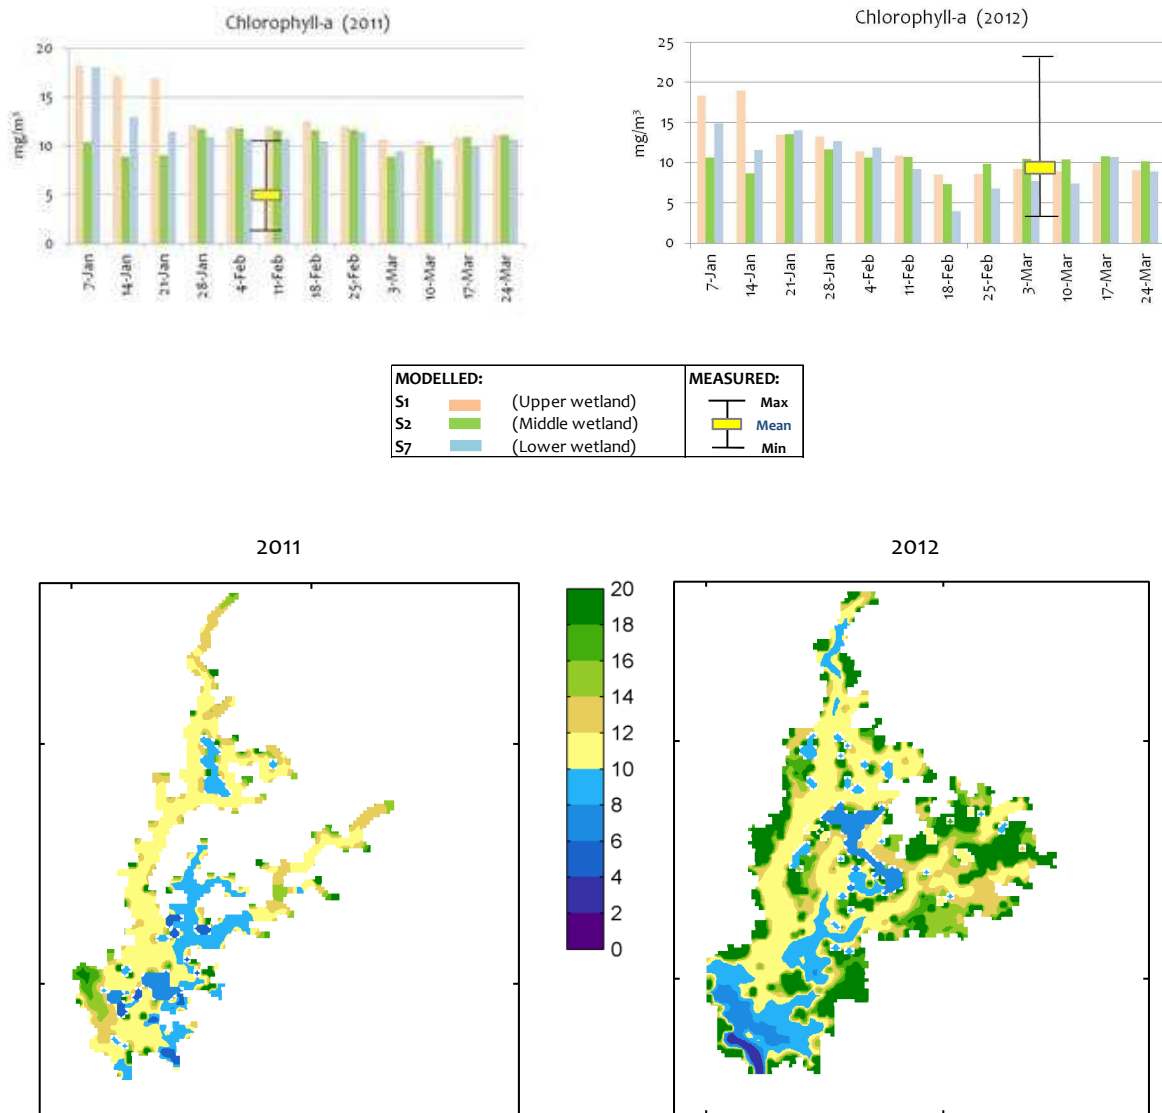 Chlorophyll-a (2011)
20
15
10
5
0
mg/m³
7-Jan
14-Jan
21-Jan
28-Jan
4-Feb
11-Feb
18-Feb
25-Feb
3-Mar
10-Mar
17-Mar
24-Mar
Chlorophyll-a (2012)
25
20
15
10
5
0
mg/m³
7-Jan
14-Jan
21-Jan
28-Jan
4-Feb
11-Feb
18-Feb
25-Feb
3-Mar
10-Mar
17-Mar
24-Mar
MODELLED:
S1 (Upper wetland)
S2 (Middle wetland)
S7 (Lower wetland)
MEASURED:
Max
Mean
Min
2011
2012
20
18
16
14
12
10
8
6
4
2
0